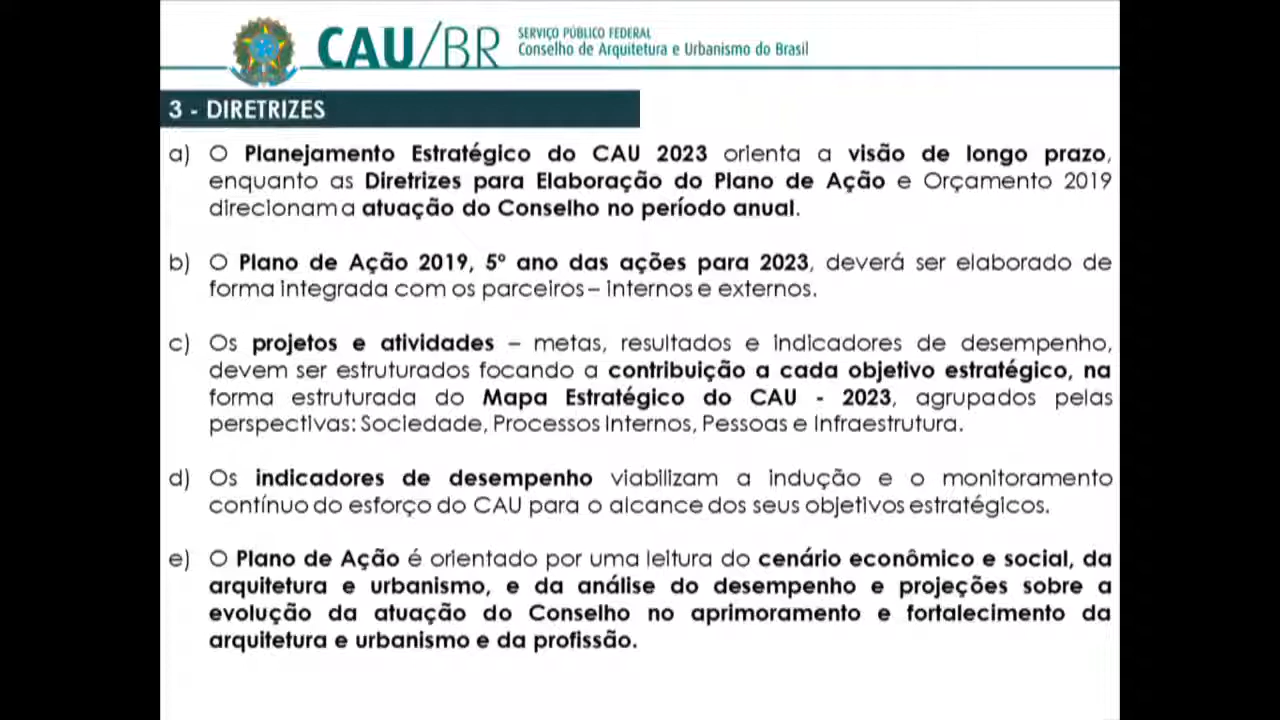 CAU/BR
SERVIÇO PÚBLICO FEDERAL
Conselho de Arquitetura e Urbanismo do Brasil
3 - DIRETRIZES
a) O Planejamento Estratégico do CAU 2023 orienta a visão de longo prazo,
enquanto as Diretrizes para Elaboração do Plano de Ação e Orçamento 2019
direcionam a atuação do Conselho no período anual.
b) O Plano de Ação 2019, 5º ano das ações para 2023, deverá ser elaborado de
forma integrada com os parceiros – internos e externos.
c) Os projetos e atividades – metas, resultados e indicadores de desempenho,
devem ser estruturados focando a contribuição a cada objetivo estratégico, na
forma estruturada do Mapa Estratégico do CAU - 2023, agrupados pelas
perspectivas: Sociedade, Processos Internos, Pessoas e Infraestrutura.
d) Os indicadores de desempenho viabilizam a indução e o monitoramento
contínuo do esforço do CAU para o alcance dos seus objetivos estratégicos.
e) O Plano de Ação é orientado por uma leitura do cenário econômico e social, da
arquitetura e urbanismo, e da análise do desempenho e projeções sobre a
evolução da atuação do Conselho no aprimoramento e fortalecimento da
arquitetura e urbanismo e da profissão.